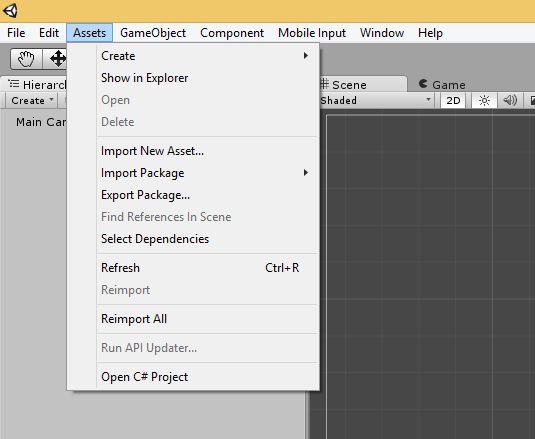 File Edit Assets GameObject Component Mobile Input Window Help
Hierarc
Scene
Game
Create
Shaded
2D
Main Car
Create
Show in Explorer
Open
Delete
Import New Asset...
Import Package
Export Package...
Find References In Scene
Select Dependencies
Refresh Ctrl+R
Reimport
Reimport All
Run API Updater...
Open C# Project